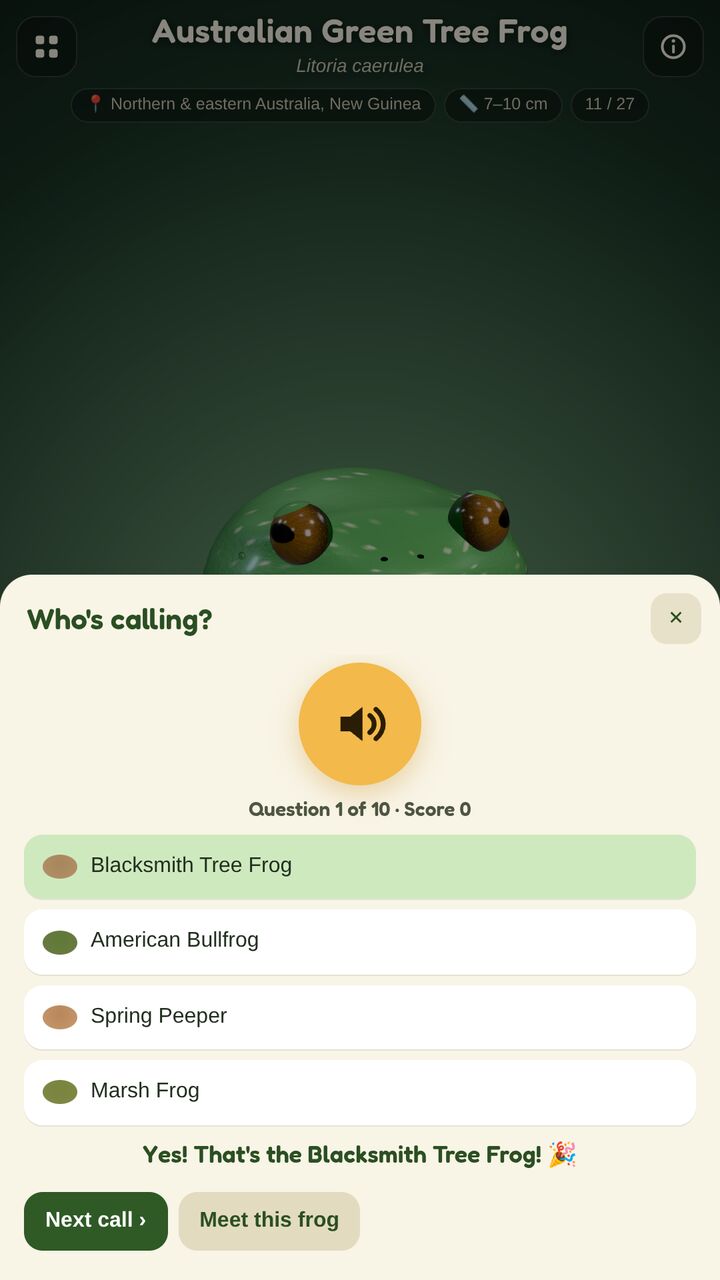 Australian Green Tree Frog
Litoria caerulea
📍 Northern & eastern Australia, New Guinea
📏 7–10 cm
11 / 27
Who's calling?
×
Question 1 of 10 · Score 0
Blacksmith Tree Frog
American Bullfrog
Spring Peeper
Marsh Frog
Yes! That's the Blacksmith Tree Frog! 🎉
Next call ›
Meet this frog